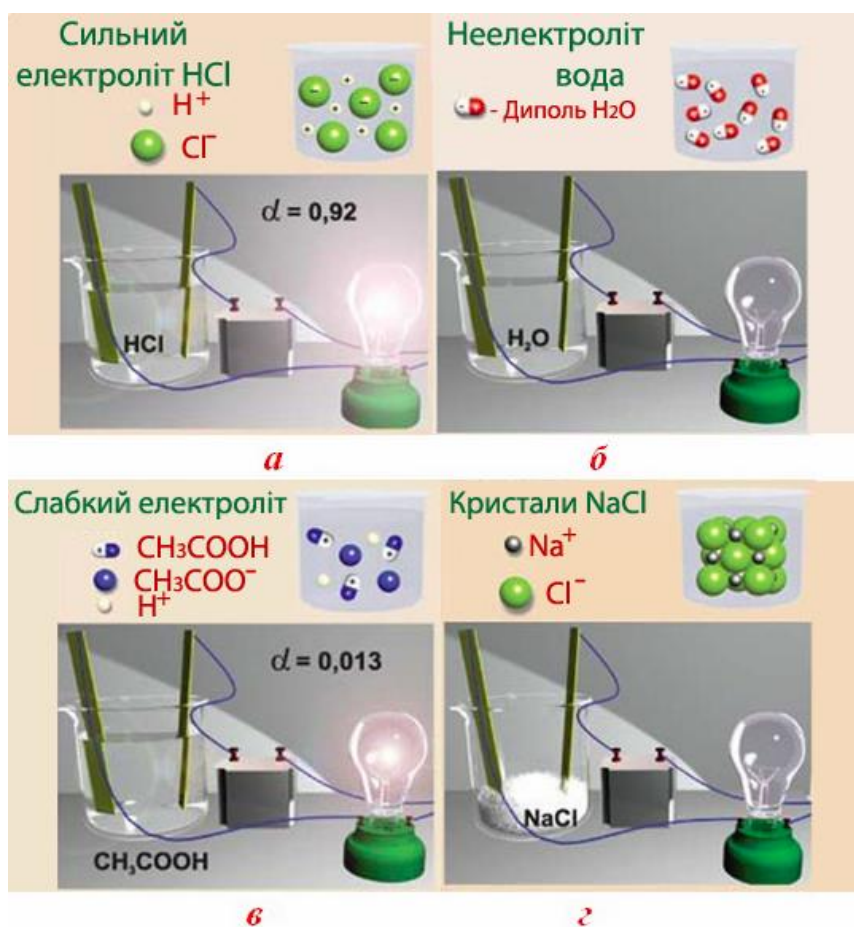 Сильний
електроліт HCl
H⁺
Cl⁻
d = 0,92
HCl
а
Неелектроліт
вода
- Диполь H₂O
H₂O
б
Слабкий електроліт
CH₃COOH
CH₃COO⁻
H⁺
d = 0,013
CH₃COOH
в
Кристали NaCl
Na⁺
Cl⁻
NaCl
г